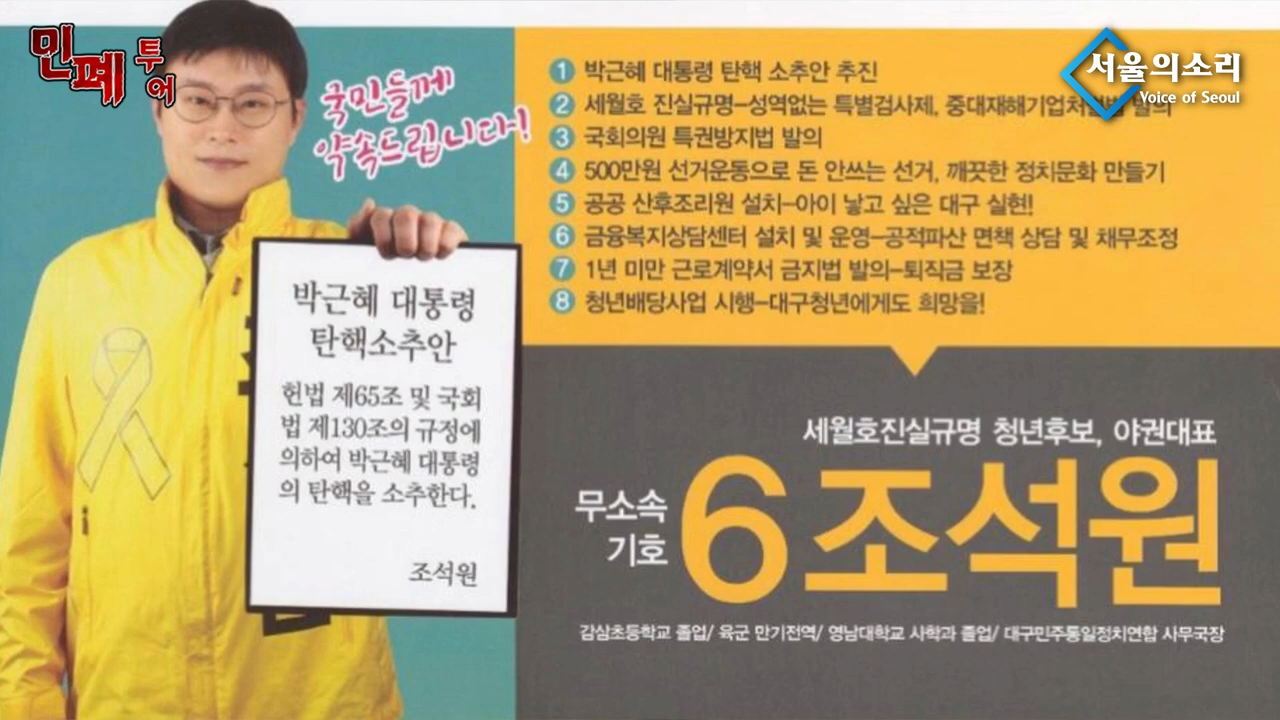 민폐
투어
서울의소리
Voice of Seoul
국민들께
약속드립니다!
1 박근혜 대통령 탄핵 소추안 추진
2 세월호 진실규명-성역없는 특별검사제, 중대재해기업처벌법 발의
3 국회의원 특권방지법 발의
4 500만원 선거운동으로 돈 안쓰는 선거, 깨끗한 정치문화 만들기
5 공공 산후조리원 설치-아이 낳고 싶은 대구 실현!
6 금융복지상담센터 설치 및 운영-공적파산 면책 상담 및 채무조정
7 1년 미만 근로계약서 금지법 발의-퇴직금 보장
8 청년배당사업 시행-대구청년에게도 희망을!
박근혜 대통령
탄핵소추안
헌법 제65조 및 국회
법 제130조의 규정에
의하여 박근혜 대통령
의 탄핵을 소추한다.
조석원
세월호진실규명 청년후보, 야권대표
무소속
기호
6 조석원
감삼초등학교 졸업/ 육군 만기전역/ 영남대학교 사학과 졸업/ 대구민주통일정치연합 사무국장